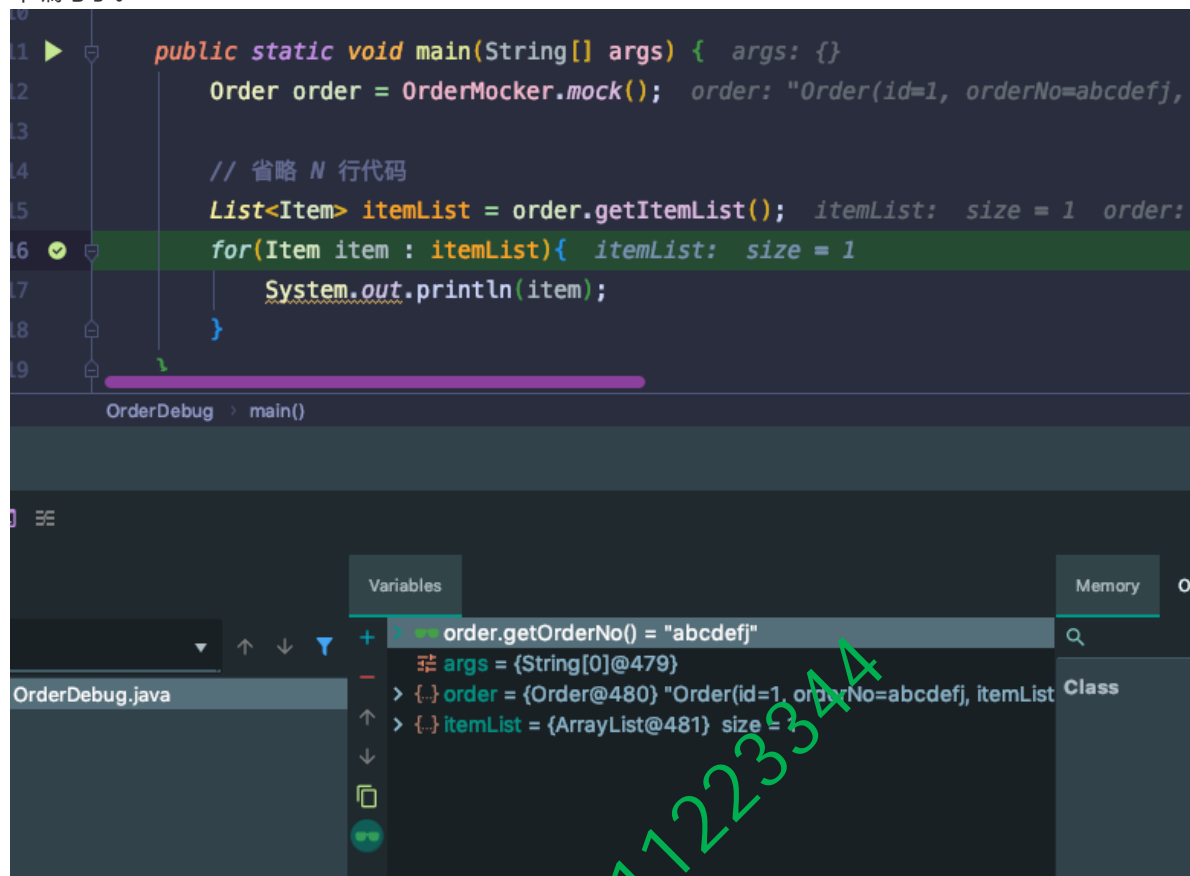 public static void main(String[] args) { args: {}
12 Order order = OrderMocker.mock(); order: "Order(id=1, orderNo=abcdefj,
13
14 // 省略 N 行代码
15 List<Item> itemList = order.getItemList(); itemList: size = 1 order:
16 for(Item item : itemList){ itemList: size = 1
17 System.out.println(item);
18 }
19 }
OrderDebug > main()
Variables
Memory
order.getOrderNo() = "abcdefj"
args = {String[0]@479}
OrderDebug.java
order = {Order@480} "Order(id=1, orderNo=abcdefj, itemList
Class
itemList = {ArrayList@481} size = 1
11223344